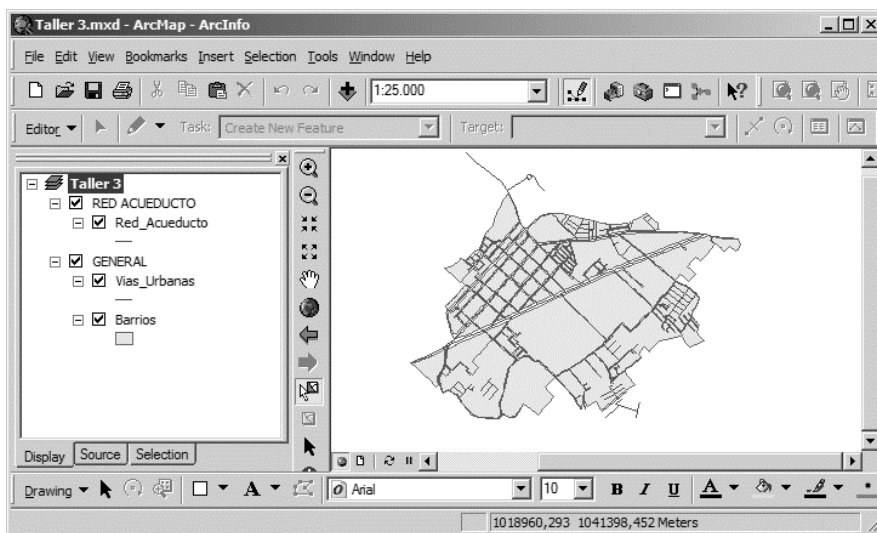 Taller 3.mxd - ArcMap - ArcInfo
File Edit View Bookmarks Insert Selection Tools Window Help
1:25.000
Editor Task: Create New Feature Target:
Taller 3
RED ACUEDUCTO
Red_Acueducto
GENERAL
Vias_Urbanas
Barrios
Display Source Selection
Drawing A Arial 10 B I U A
1018960,293 1041398,452 Meters